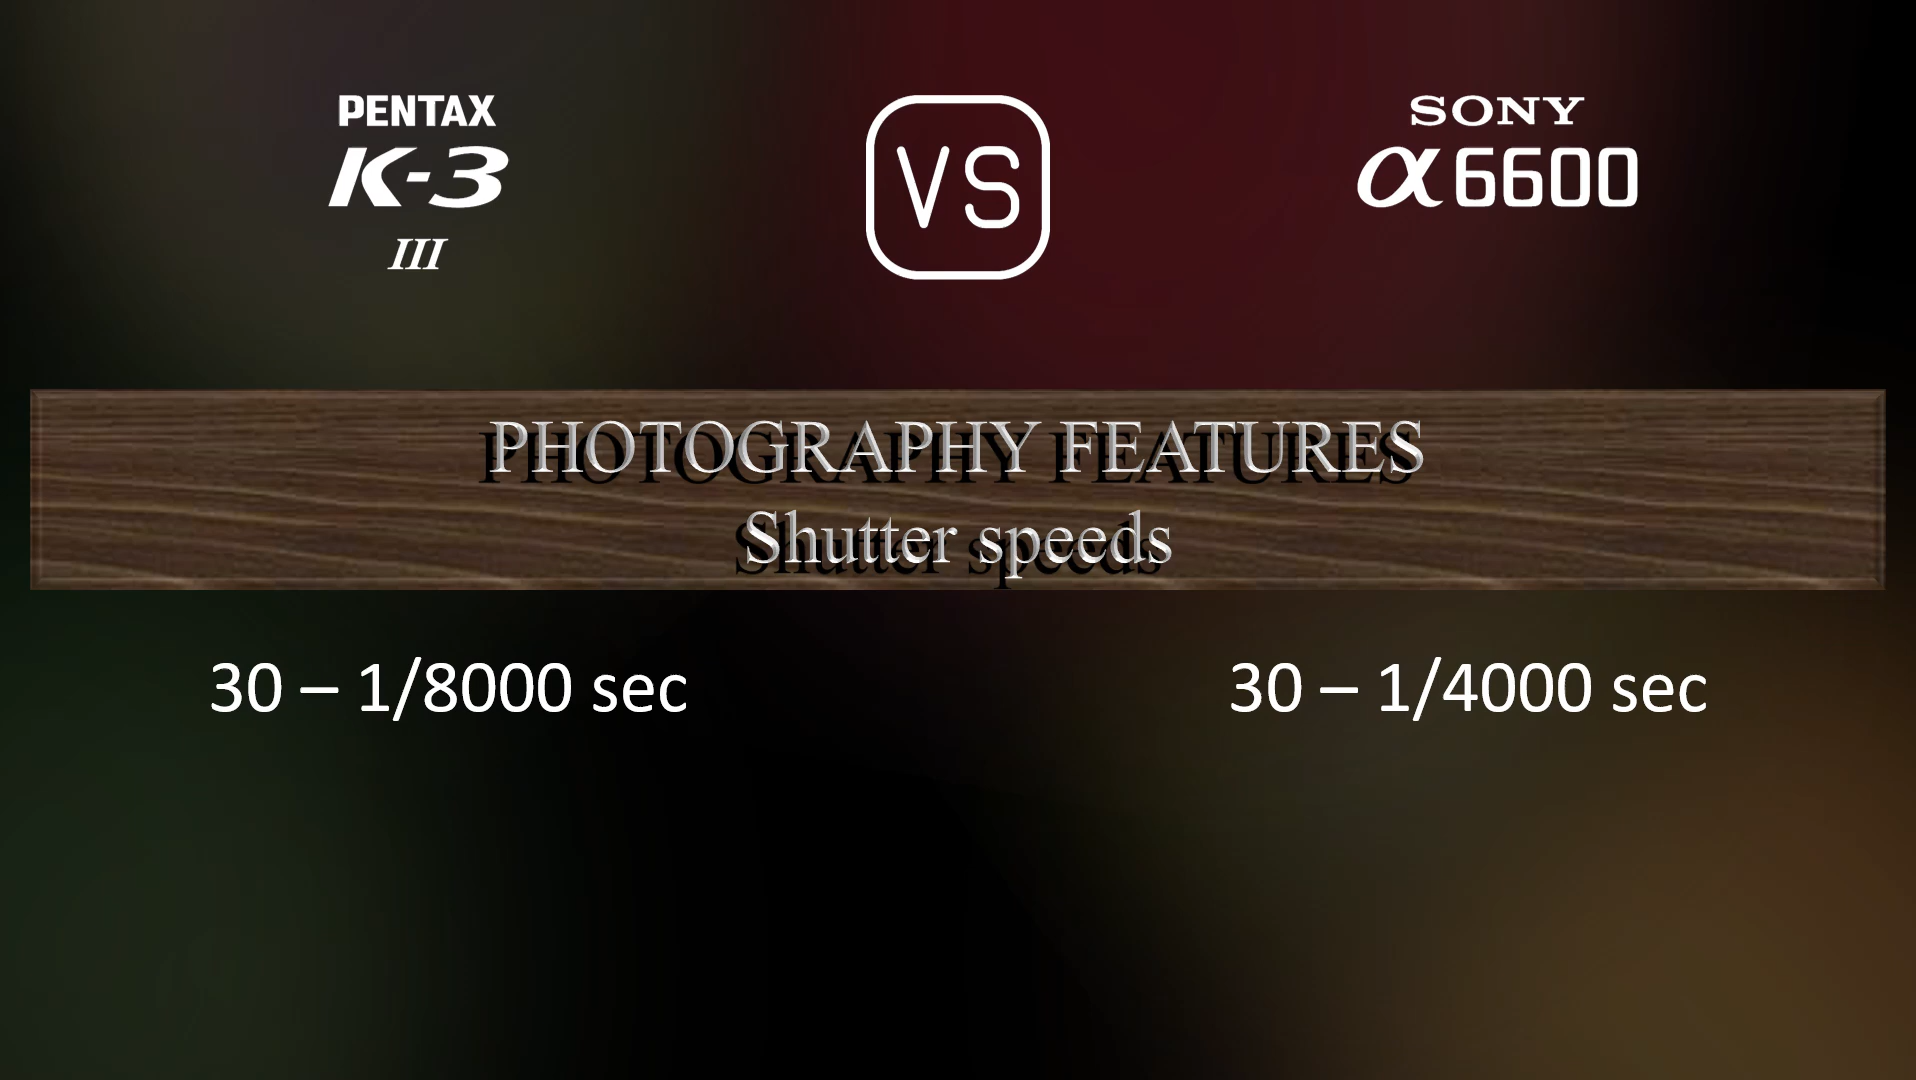 PENTAX
K-3
III
VS
SONY
α6600
PHOTOGRAPHY FEATURES
Shutter speeds
30 – 1/8000 sec
30 – 1/4000 sec